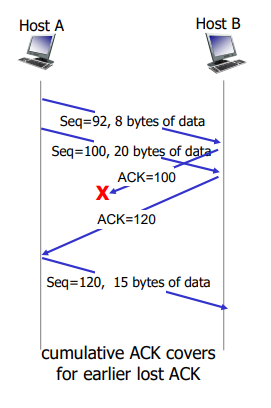 Host A
Host B
Seq=92, 8 bytes of data
Seq=100, 20 bytes of data
ACK=100
X
ACK=120
Seq=120, 15 bytes of data
cumulative ACK covers
for earlier lost ACK